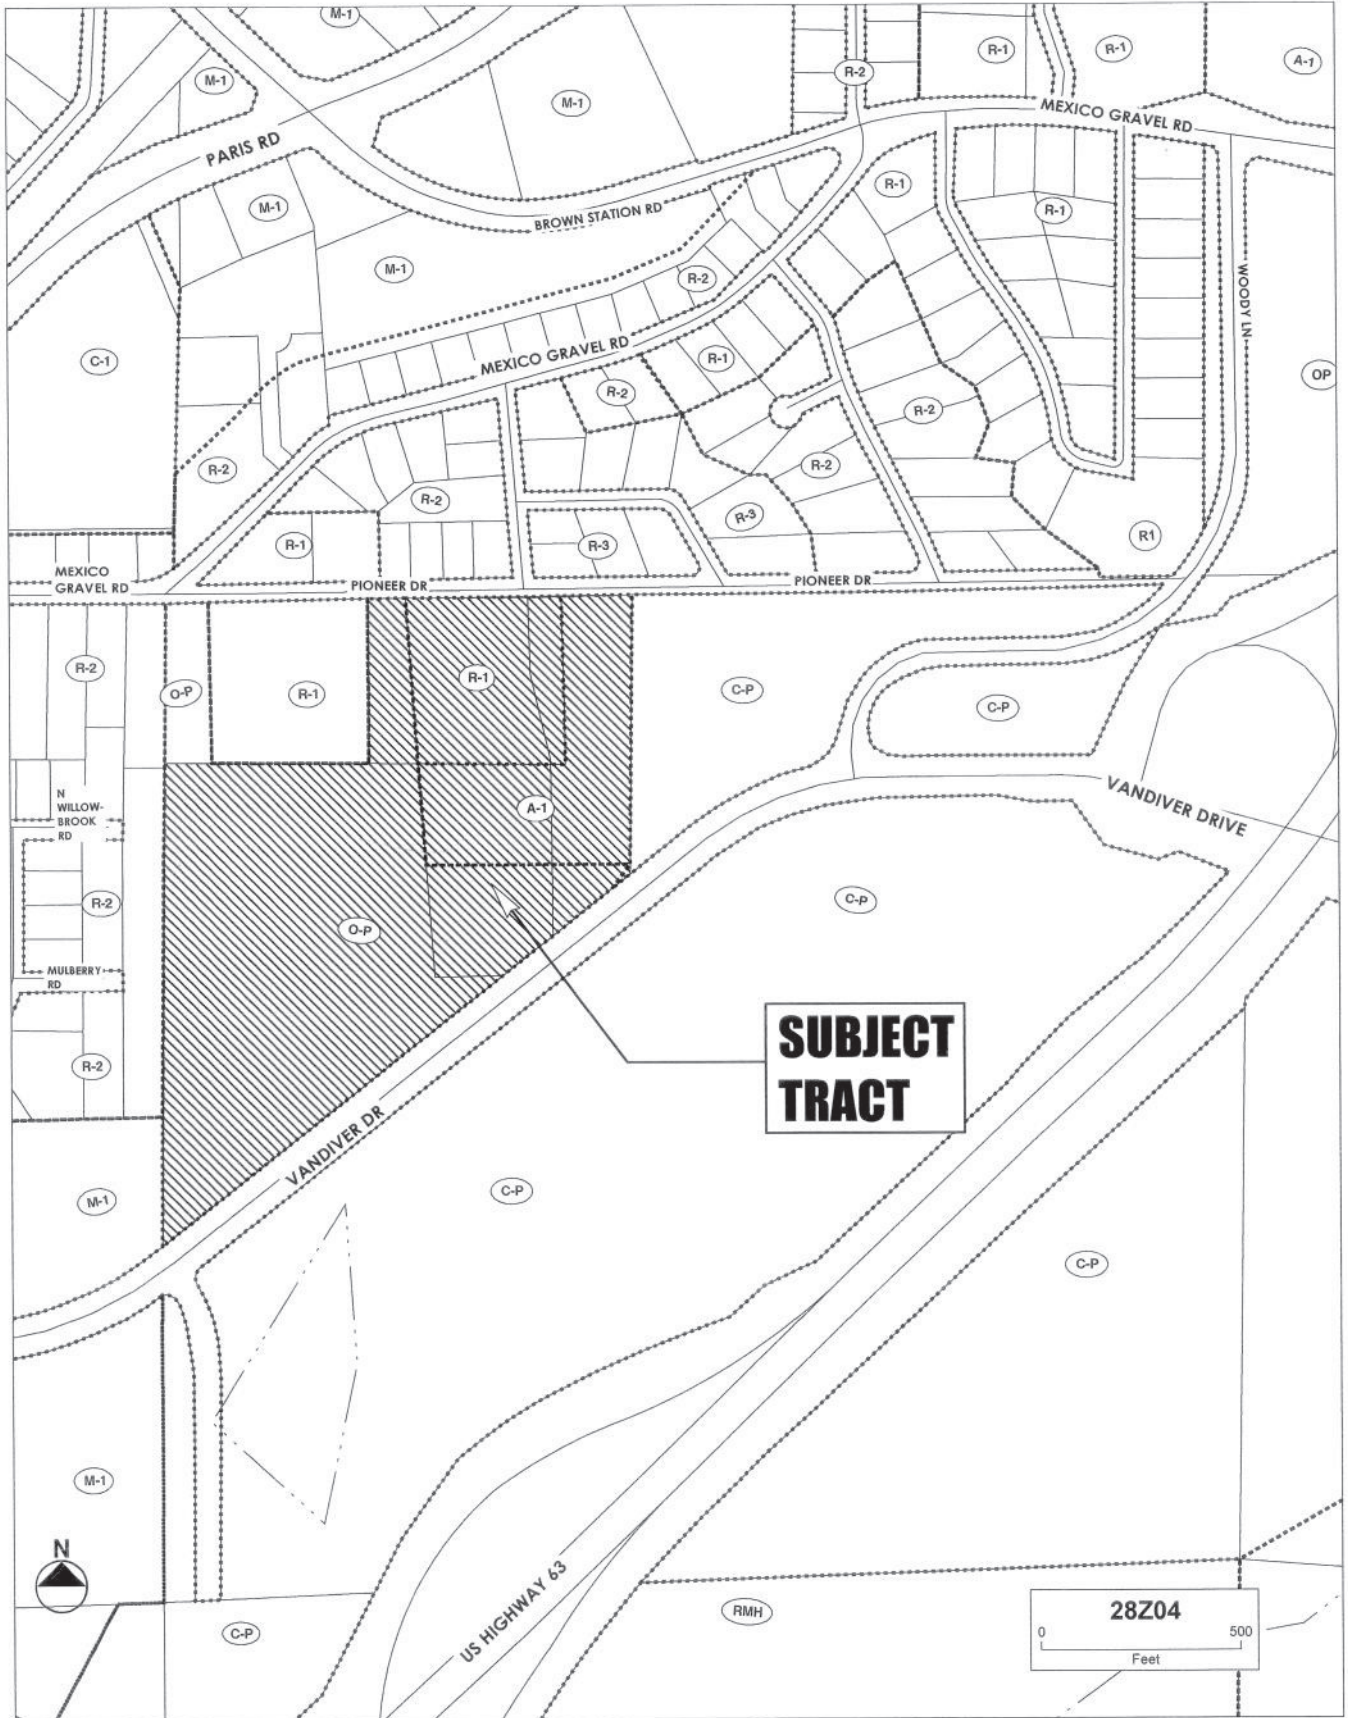 M-1
R-1
R-1
A-1
M-1
R-2
M-1
MEXICO GRAVEL RD
PARIS RD
R-1
M-1
R-1
BROWN STATION RD
M-1
R-2
WOODY LN
MEXICO GRAVEL RD
C-1
R-1
OP
R-2
R-2
R-2
R-2
R-2
R-3
R-1
R-3
R1
MEXICO
GRAVEL RD
PIONEER DR
PIONEER DR
R-2
O-P
R-1
R-1
C-P
C-P
N
WILLOW-
BROOK
RD
A-1
VANDIVER DRIVE
R-2
O-P
C-P
MULBERRY
RD
SUBJECT
TRACT
R-2
VANDIVER DR
M-1
C-P
C-P
M-1
N
US HIGHWAY 63
C-P
RMH
28Z04
0 500
Feet